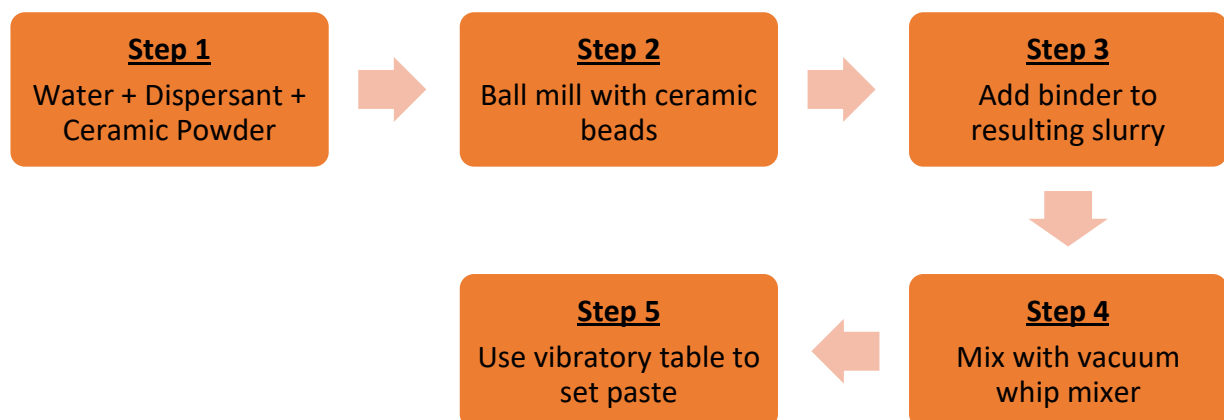 Step 1
Water + Dispersant +
Ceramic Powder
Step 2
Ball mill with ceramic
beads
Step 3
Add binder to
resulting slurry
Step 4
Mix with vacuum
whip mixer
Step 5
Use vibratory table to
set paste